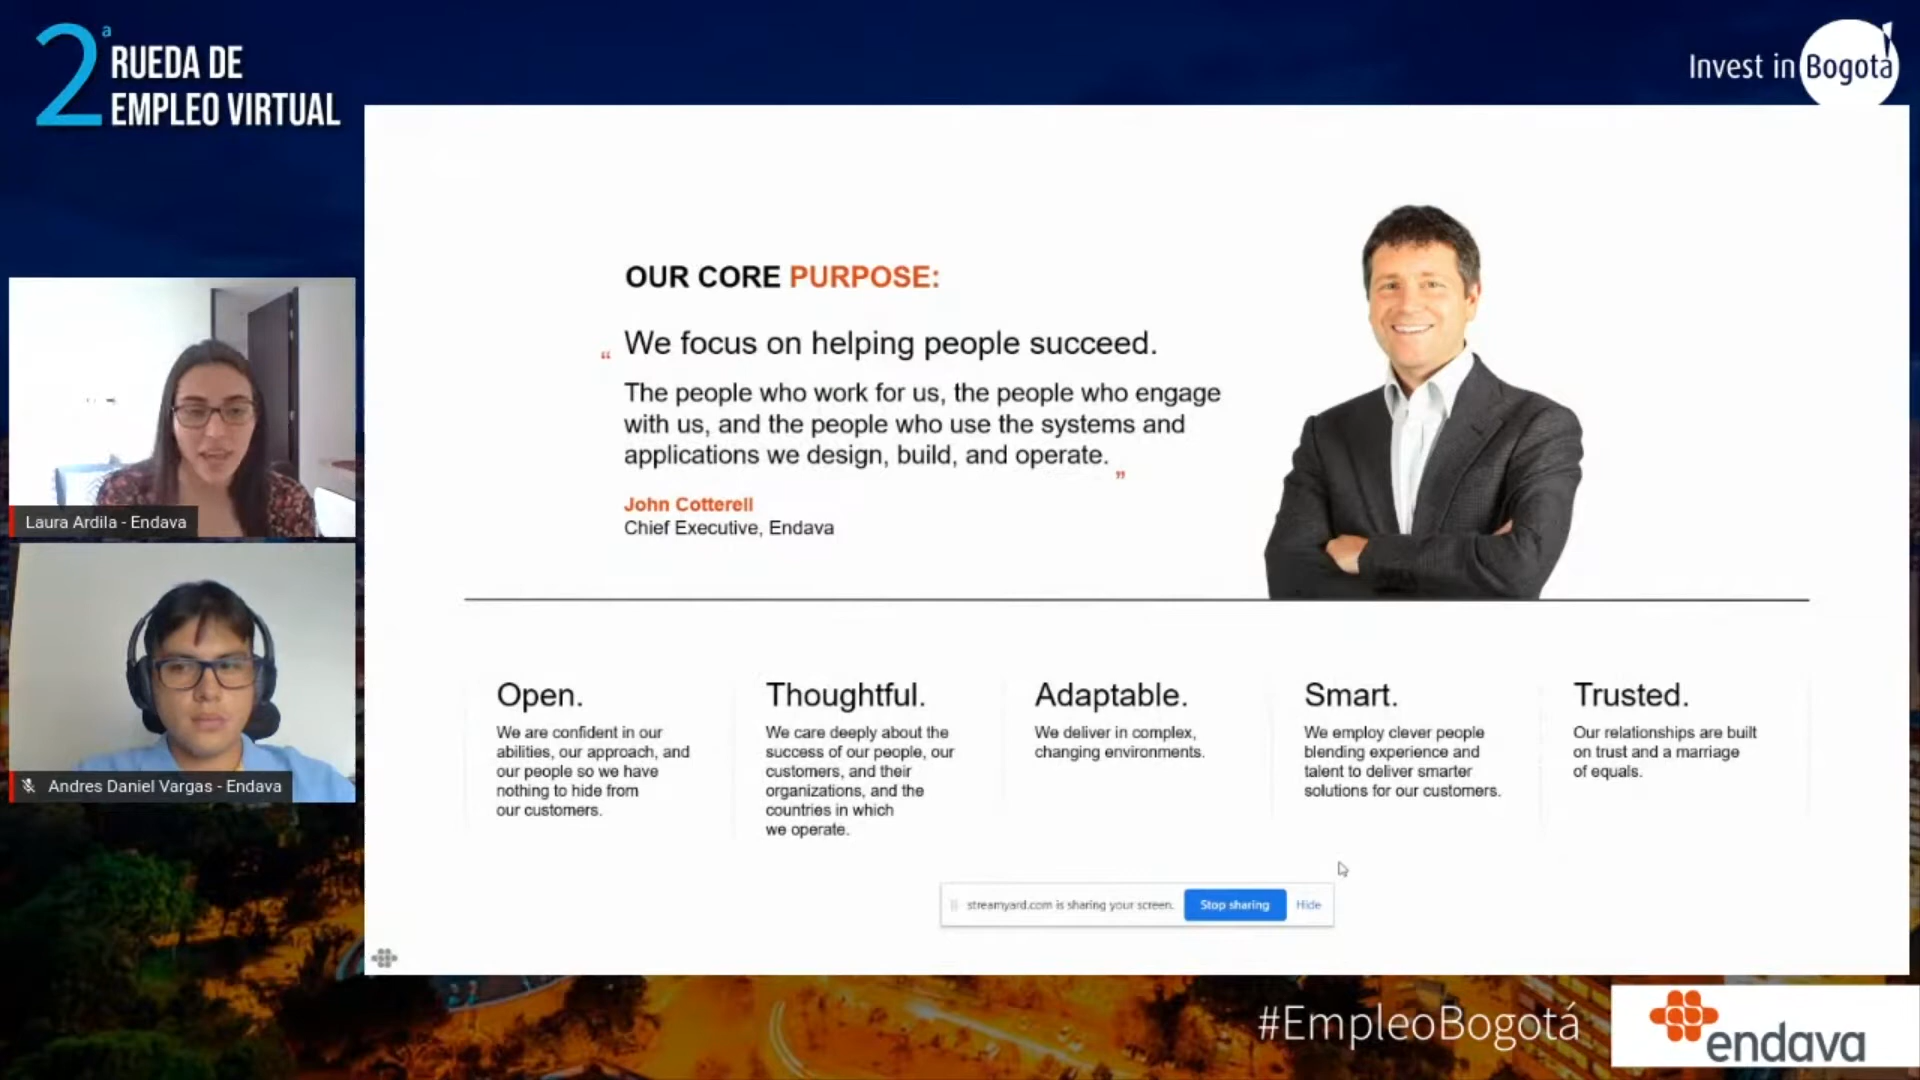 2ª RUEDA DE
EMPLEO VIRTUAL
Invest in Bogotá
OUR CORE PURPOSE:
“ We focus on helping people succeed.
The people who work for us, the people who engage
with us, and the people who use the systems and
applications we design, build, and operate. ”
John Cotterell
Chief Executive, Endava
Laura Ardila - Endava
Andres Daniel Vargas - Endava
Open.
We are confident in our
abilities, our approach, and
our people so we have
nothing to hide from
our customers.
Thoughtful.
We care deeply about the
success of our people, our
customers, and their
organizations, and the
countries in which
we operate.
Adaptable.
We deliver in complex,
changing environments.
Smart.
We employ clever people
blending experience and
talent to deliver smarter
solutions for our customers.
Trusted.
Our relationships are built
on trust and a marriage
of equals.
streamyard.com is sharing your screen. Stop sharing Hide
#EmpleoBogotá
endava